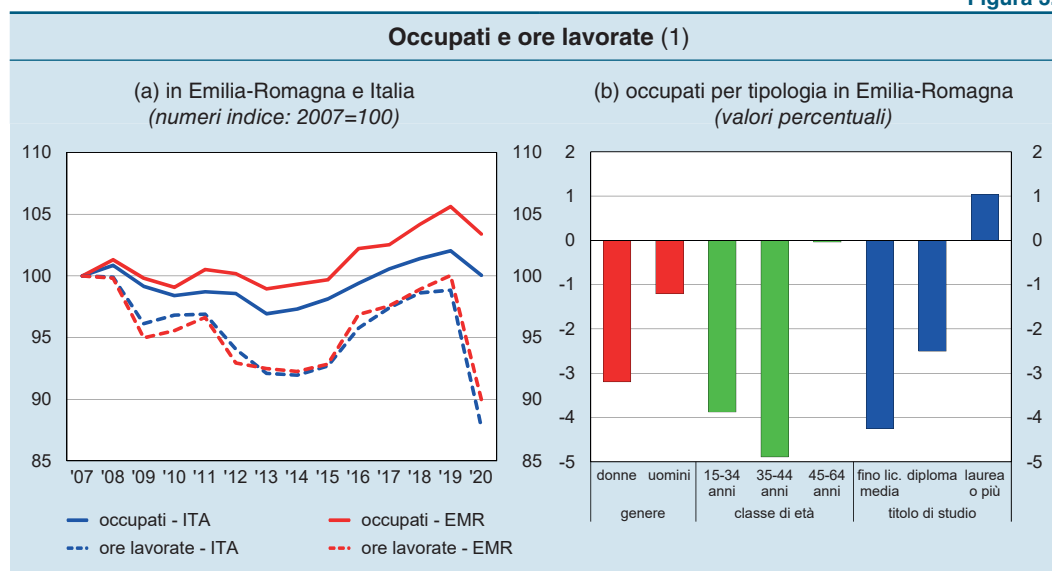 Figura
Occupati e ore lavorate (1)
(a) in Emilia-Romagna e Italia
(numeri indice: 2007=100)
110 110
105 105
100 100
95 95
90 90
85 85
'07 '08 '09 '10 '11 '12 '13 '14 '15 '16 '17 '18 '19 '20
occupati - ITA
occupati - EMR
ore lavorate - ITA
ore lavorate - EMR
(b) occupati per tipologia in Emilia-Romagna
(valori percentuali)
2 2
1 1
0 0
-1 -1
-2 -2
-3 -3
-4 -4
-5 -5
donne uomini 15-34 35-44 45-64 fino lic. diploma laurea
anni anni anni media o più
genere classe di età titolo di studio